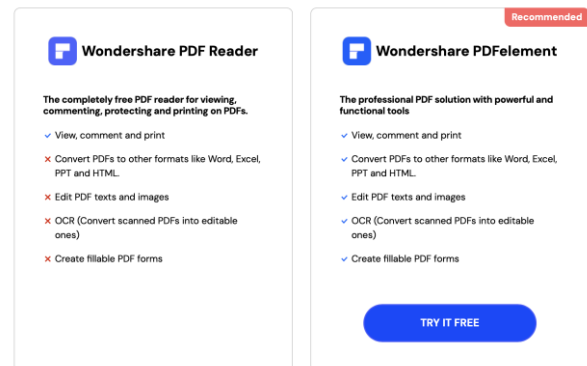 Recommended
Wondershare PDF Reader
The completely free PDF reader for viewing,
commenting, protecting and printing on PDFs.
View, comment and print
Convert PDFs to other formats like Word, Excel,
PPT and HTML.
Edit PDF texts and images
OCR (Convert scanned PDFs into editable
ones)
Create fillable PDF forms
Wondershare PDFelement
The professional PDF solution with powerful and
functional tools
View, comment and print
Convert PDFs to other formats like Word, Excel,
PPT and HTML.
Edit PDF texts and images
OCR (Convert scanned PDFs into editable
ones)
Create fillable PDF forms
TRY IT FREE